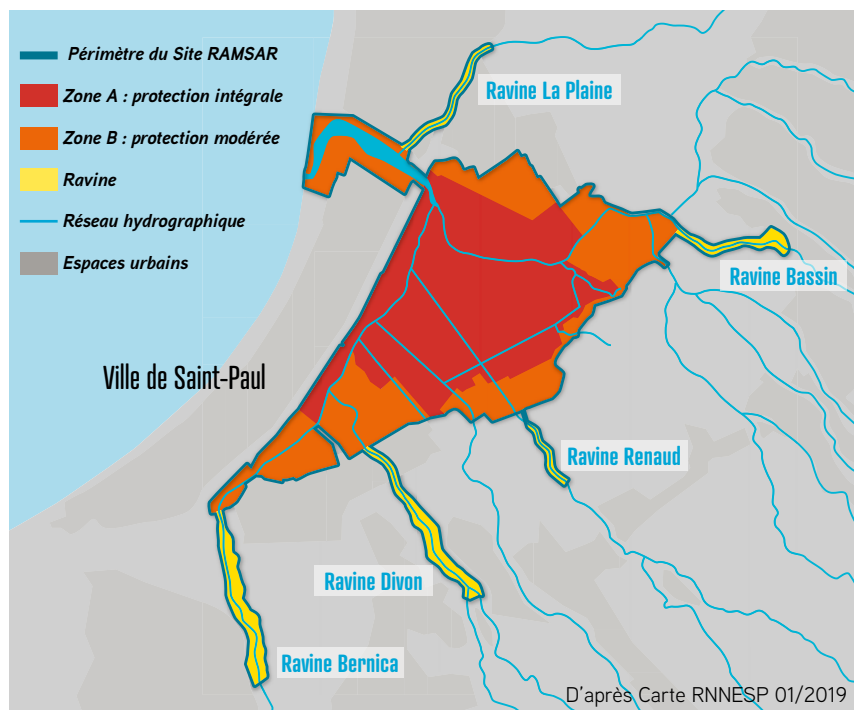 Périmètre du Site RAMSAR
Zone A : protection intégrale
Zone B : protection modérée
Ravine
Réseau hydrographique
Espaces urbains
Ravine La Plaine
Ravine Bassin
Ville de Saint-Paul
Ravine Renaud
Ravine Divon
Ravine Bernica
D'après Carte RNNESP 01/2019